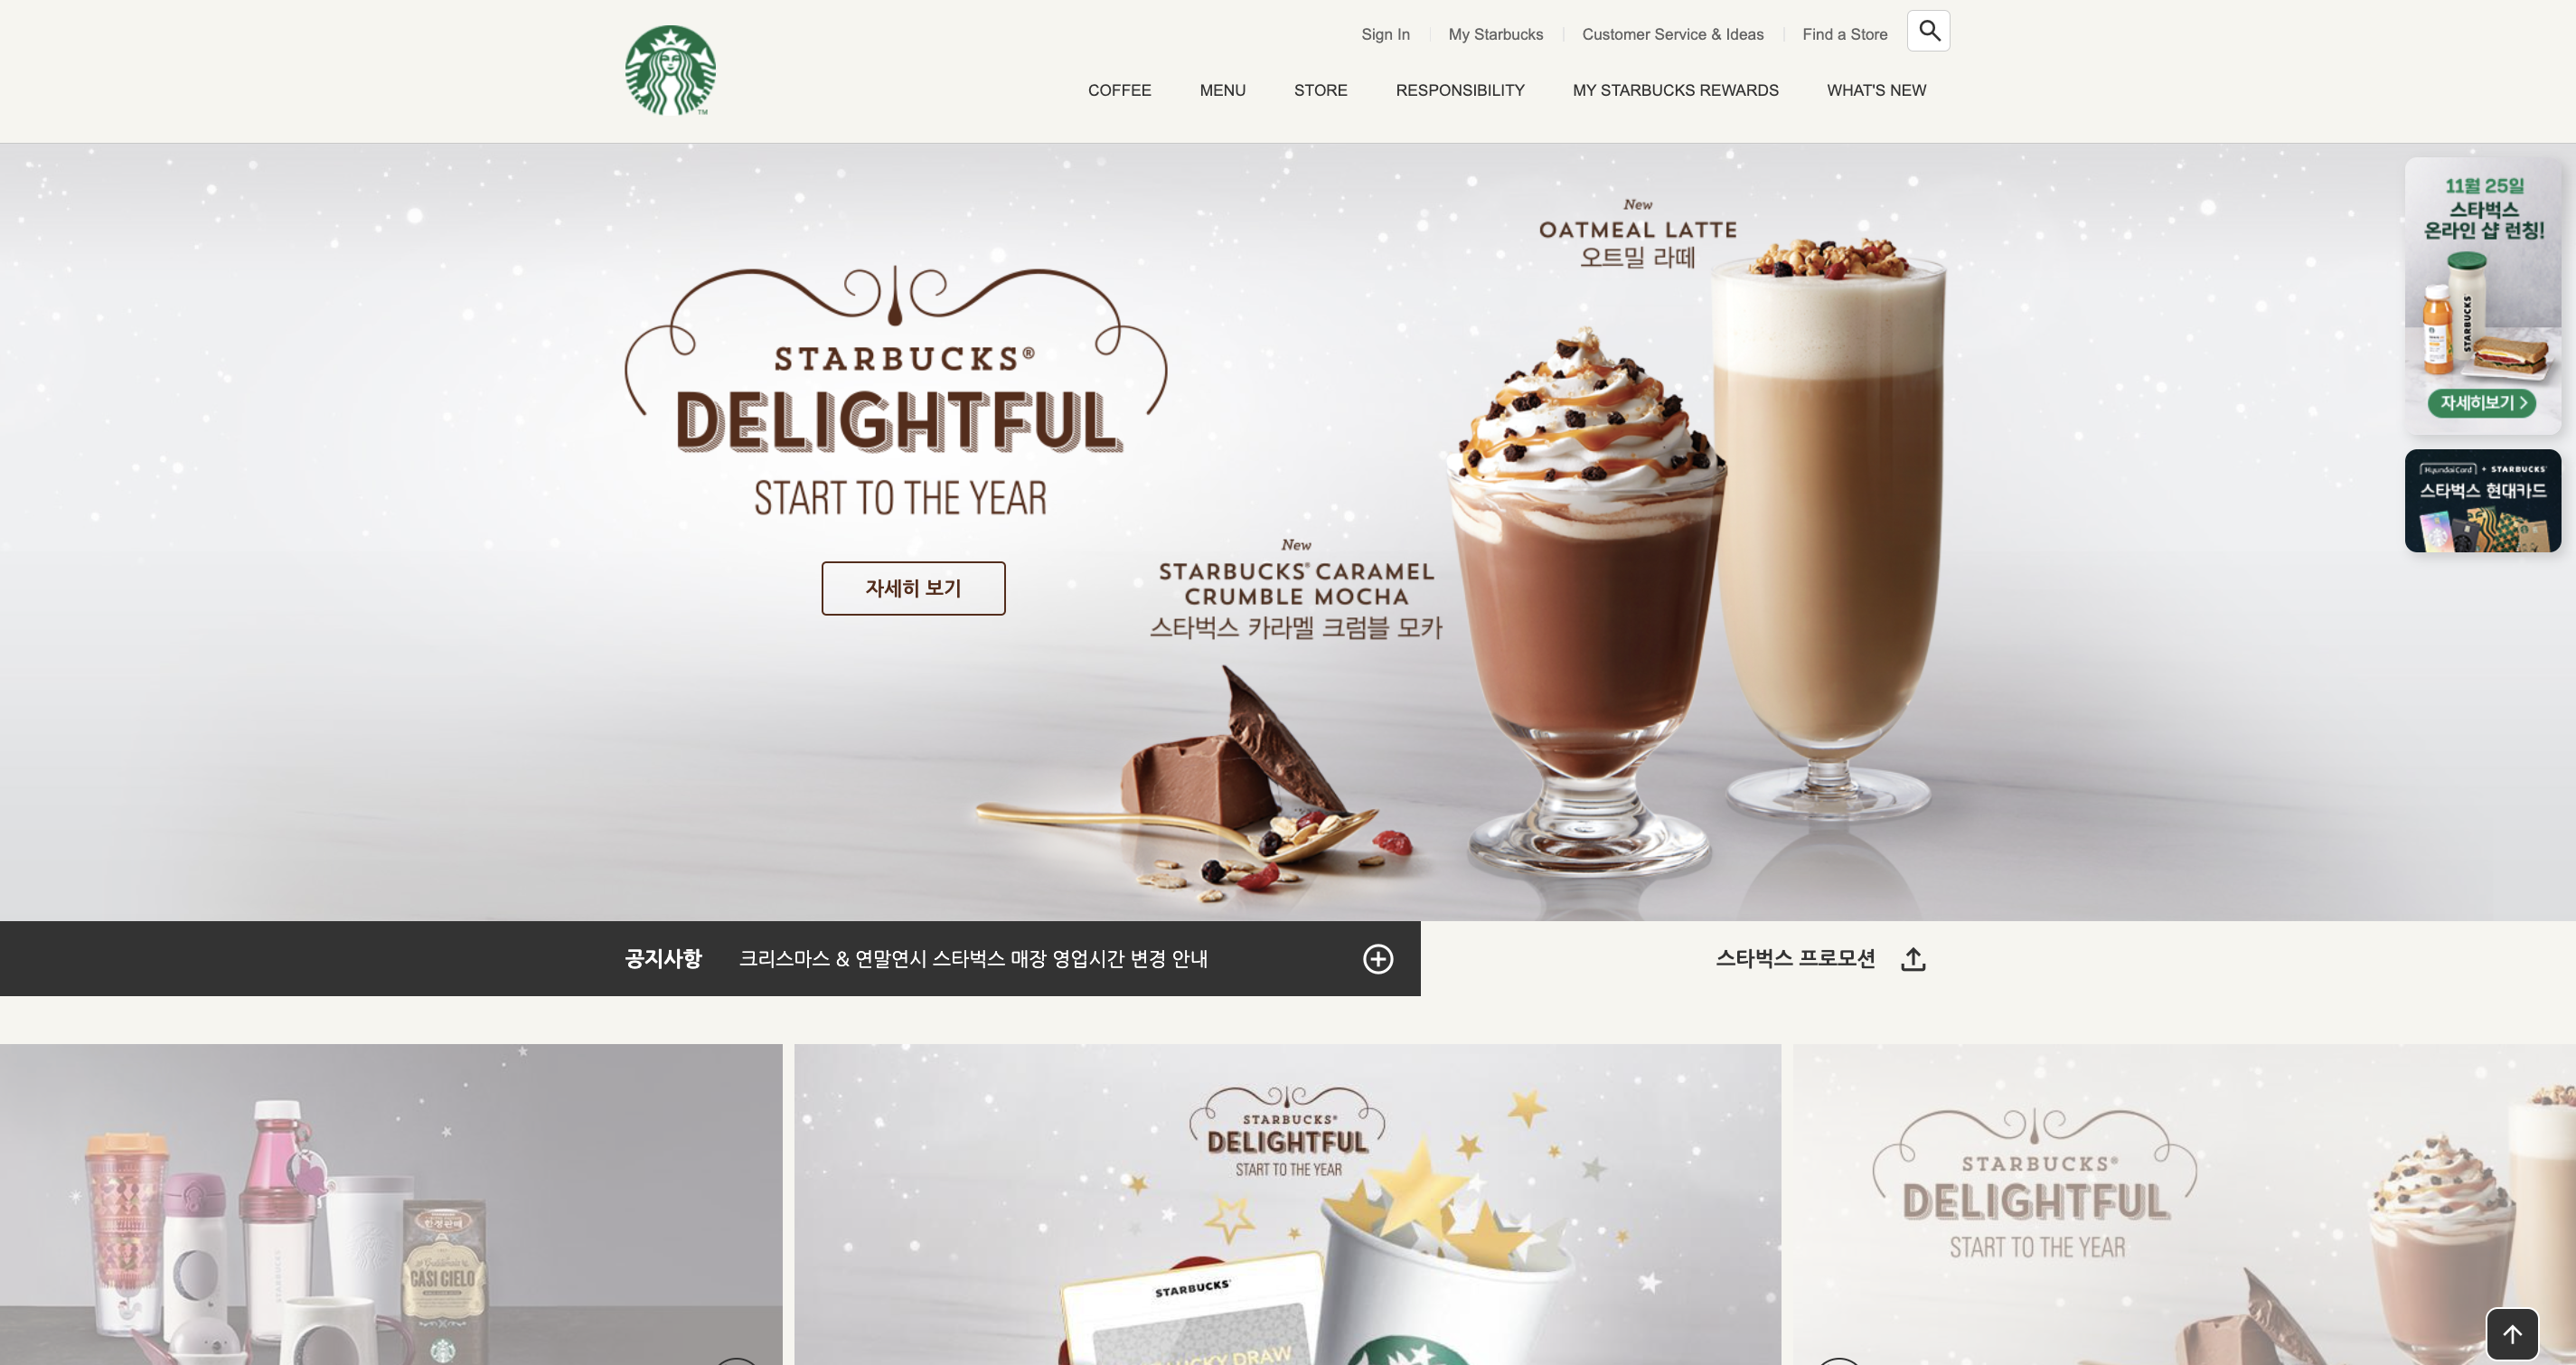 Sign In
My Starbucks
Customer Service & Ideas
Find a Store
TM
COFFEE
MENU
STORE
RESPONSIBILITY
MY STARBUCKS REWARDS
WHAT'S NEW
STARBUCKS®
DELIGHTFUL
START TO THE YEAR
자세히 보기
New
OATMEAL LATTE
오트밀 라떼
New
STARBUCKS® CARAMEL
CRUMBLE MOCHA
스타벅스 카라멜 크럼블 모카
11월 25일
스타벅스
온라인 샵 런칭!
STARBUCKS
자세히보기 >
HyundaiCard + STARBUCKS
스타벅스 현대카드
공지사항
크리스마스 & 연말연시 스타벅스 매장 영업시간 변경 안내
스타벅스 프로모션
한정판매
CASI CIELO
STARBUCKS®
DELIGHTFUL
START TO THE YEAR
STARBUCKS
LUCKY DRAW
STARBUCKS®
DELIGHTFUL
START TO THE YEAR